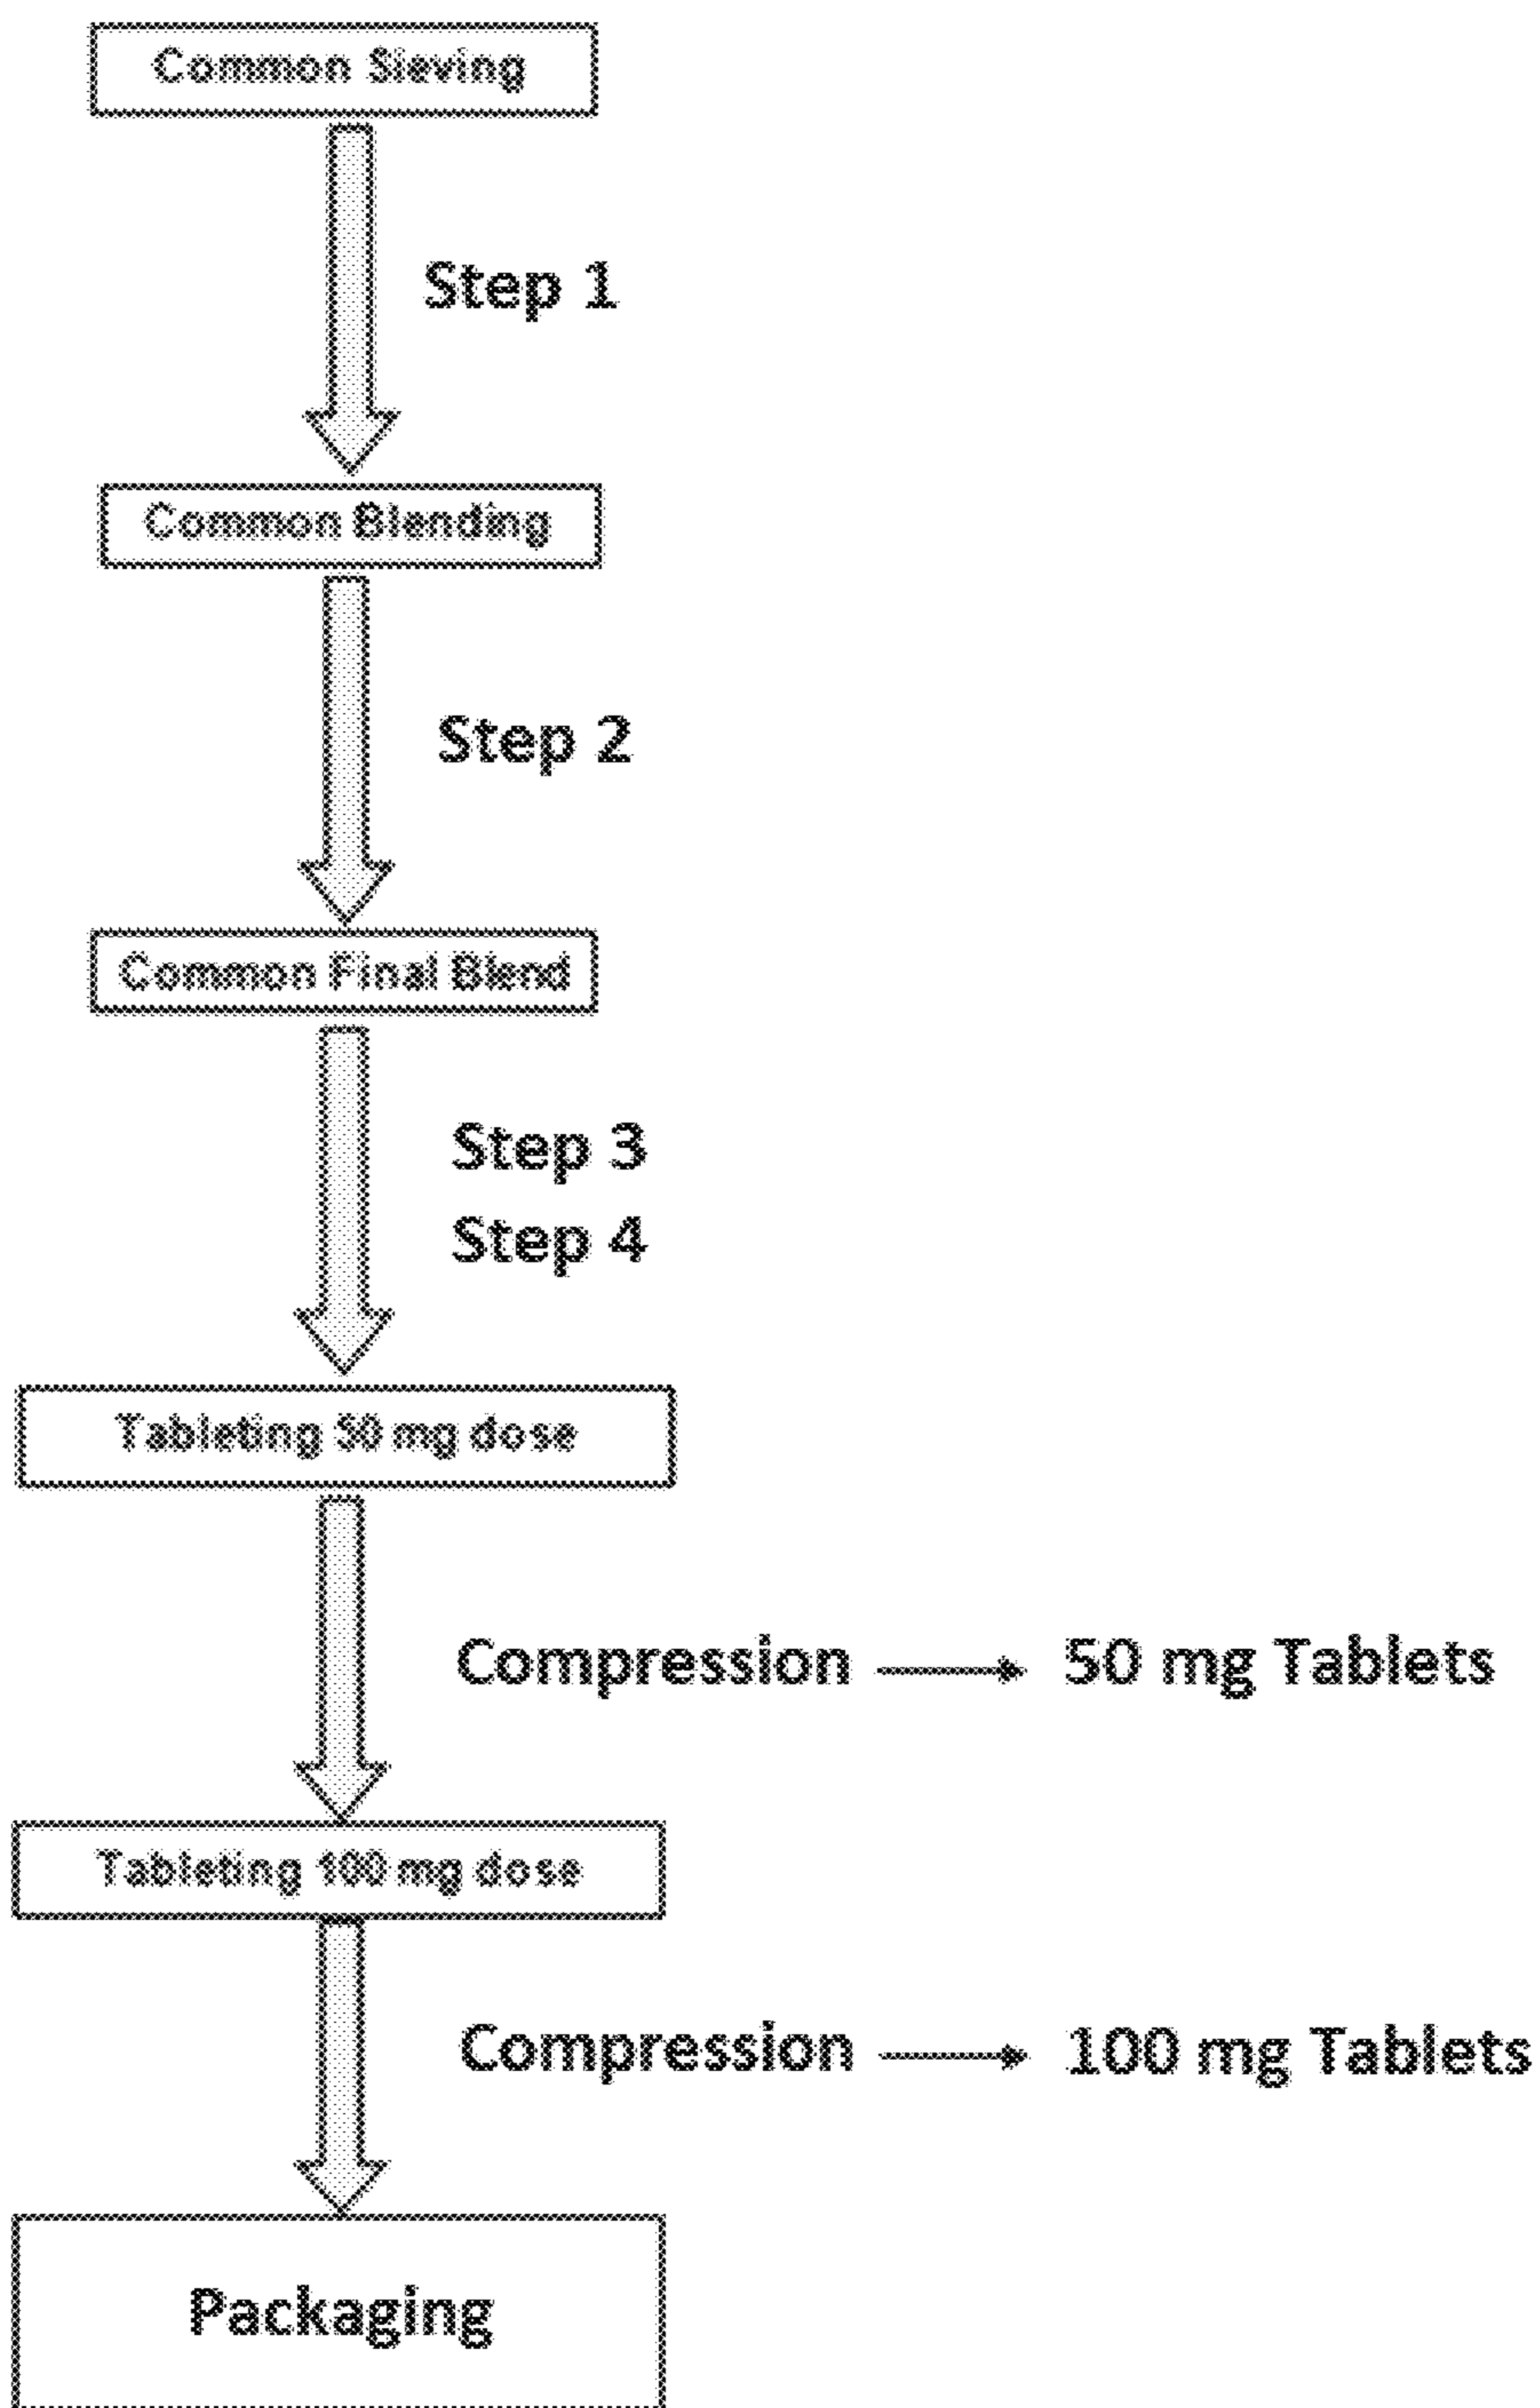 Common Sieving
Step 1
Common Blending
Step 2
Common Final Blend
Step 3
Step 4
Tableting 50 mg dose
Compression 50 mg Tablets
Tableting 100 mg dose
Compression 100 mg Tablets
Packaging